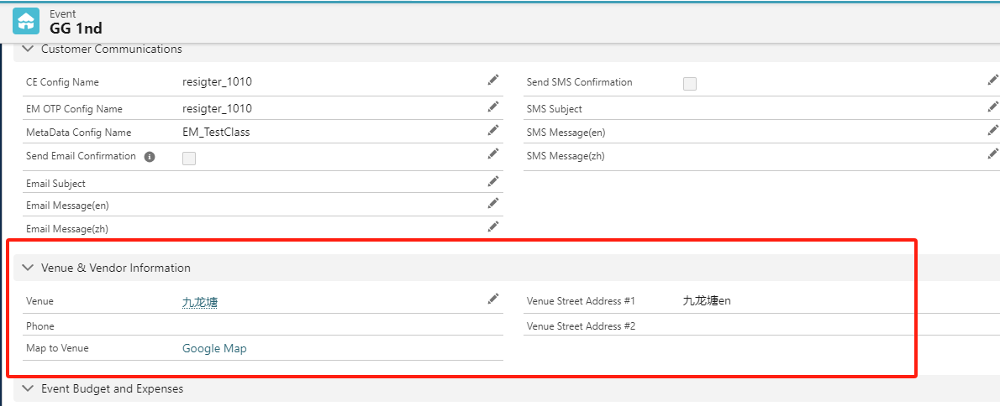 Event
GG 1nd
Customer Communications
CE Config Name resigter_1010 Send SMS Confirmation
EM OTP Config Name resigter_1010 SMS Subject
MetaData Config Name EM_TestClass SMS Message(en)
Send Email Confirmation SMS Message(zh)
Email Subject
Email Message(en)
Email Message(zh)
Venue & Vendor Information
Venue 九龙塘 Venue Street Address #1 九龙塘en
Phone Venue Street Address #2
Map to Venue Google Map
Event Budget and Expenses